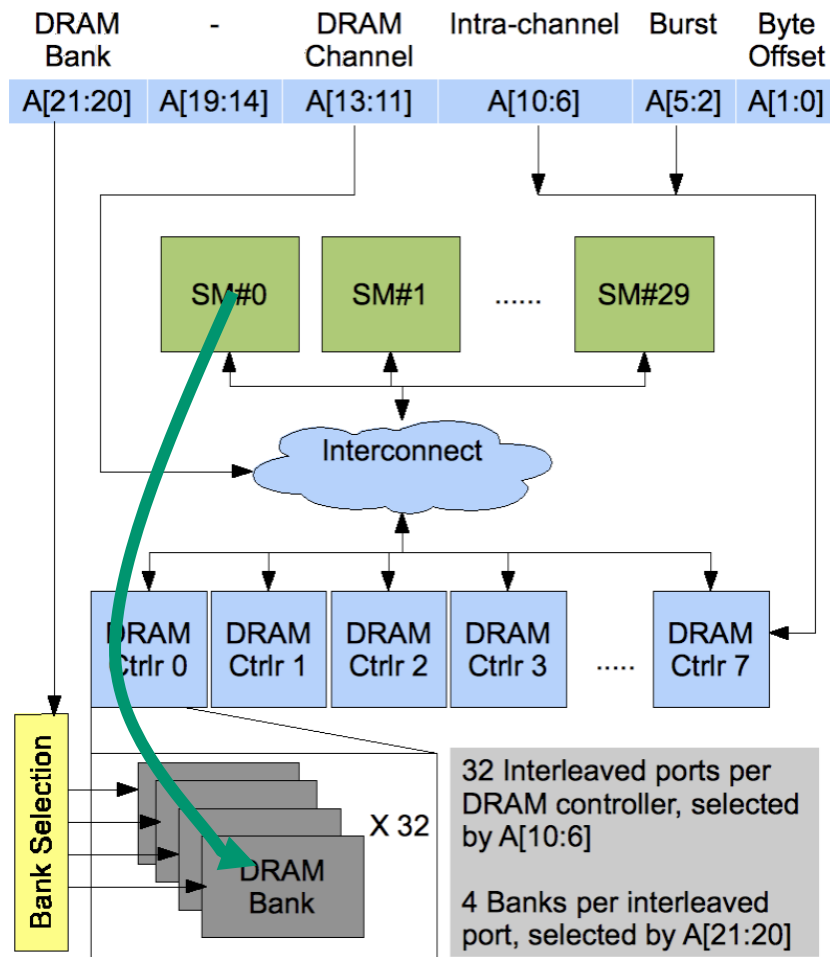 DRAM
Bank
-
DRAM
Channel
Intra-channel
Burst
Byte
Offset
A[21:20]
A[19:14]
A[13:11]
A[10:6]
A[5:2]
A[1:0]
SM#0
SM#1
......
SM#29
Interconnect
DRAM
Ctrlr 0
DRAM
Ctrlr 1
DRAM
Ctrlr 2
DRAM
Ctrlr 3
.....
DRAM
Ctrlr 7
Bank Selection
X 32
DRAM
Bank
32 Interleaved ports per
DRAM controller, selected
by A[10:6]
4 Banks per interleaved
port, selected by A[21:20]